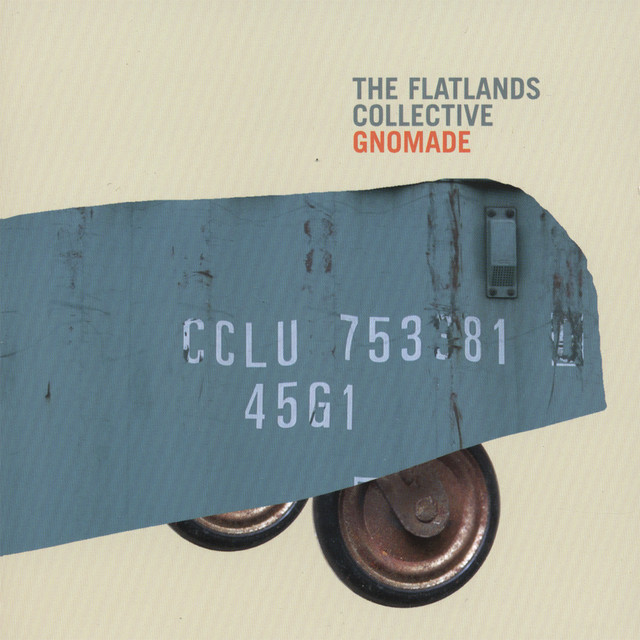 THE FLATLANDS
COLLECTIVE
GNOMADE
CCLU 753381
45G1